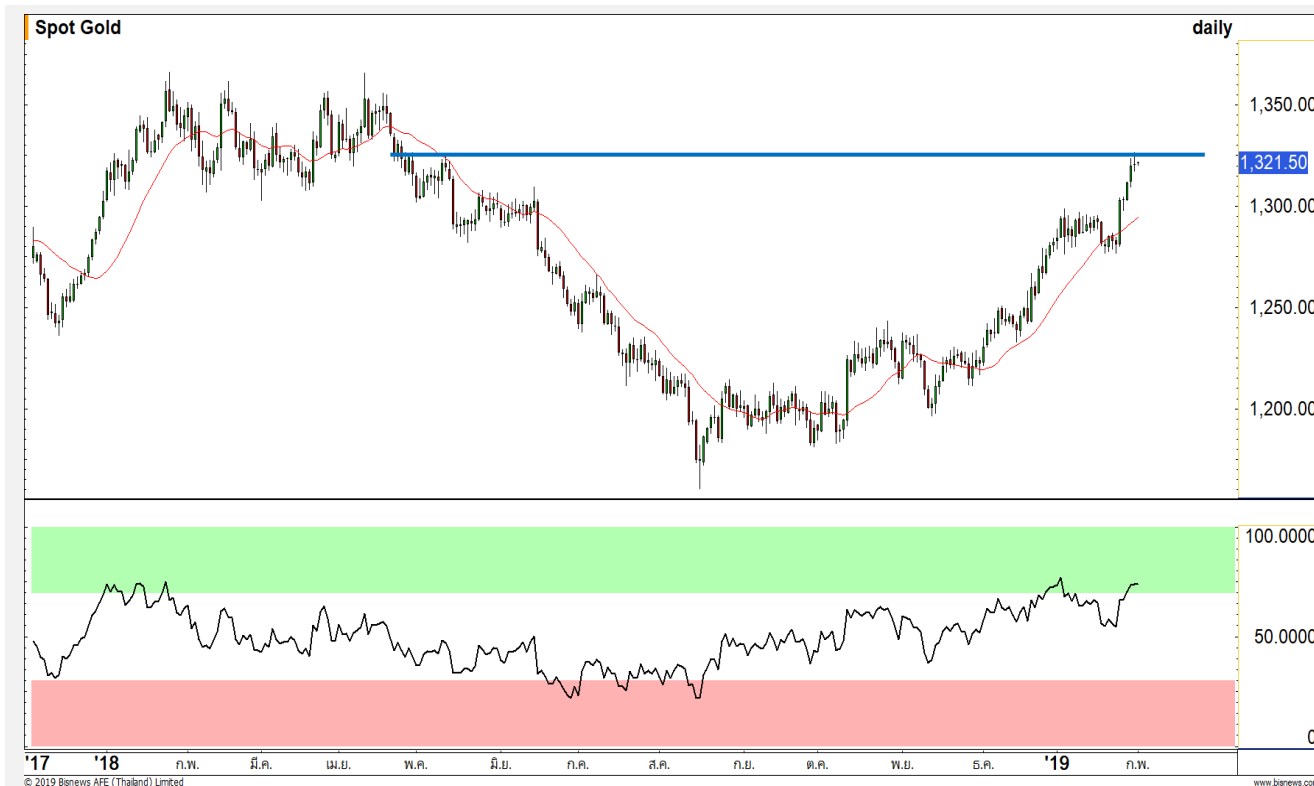 Spot Gold
daily
1,350.00
1,321.50
1,300.00
1,250.00
1,200.00
100.0000
50.0000
0
'17 '18 ก.พ. มี.ค. เม.ย. พ.ค. มิ.ย. ก.ค. ส.ค. ก.ย. ต.ค. พ.ย. ธ.ค. '19 ก.พ.
© 2019 Bisnews AFE (Thailand) Limited
www.bisnews.com